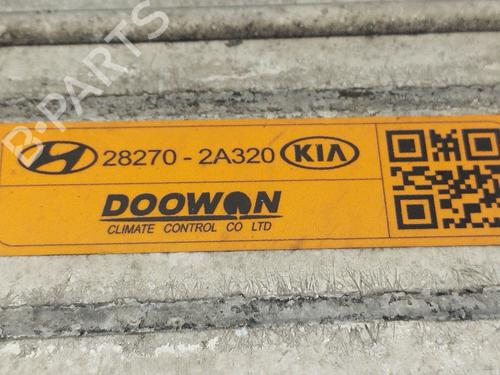 B-PARTS
28270 - 2A320 KIA
DOOWON
CLIMATE CONTROL CO LTD